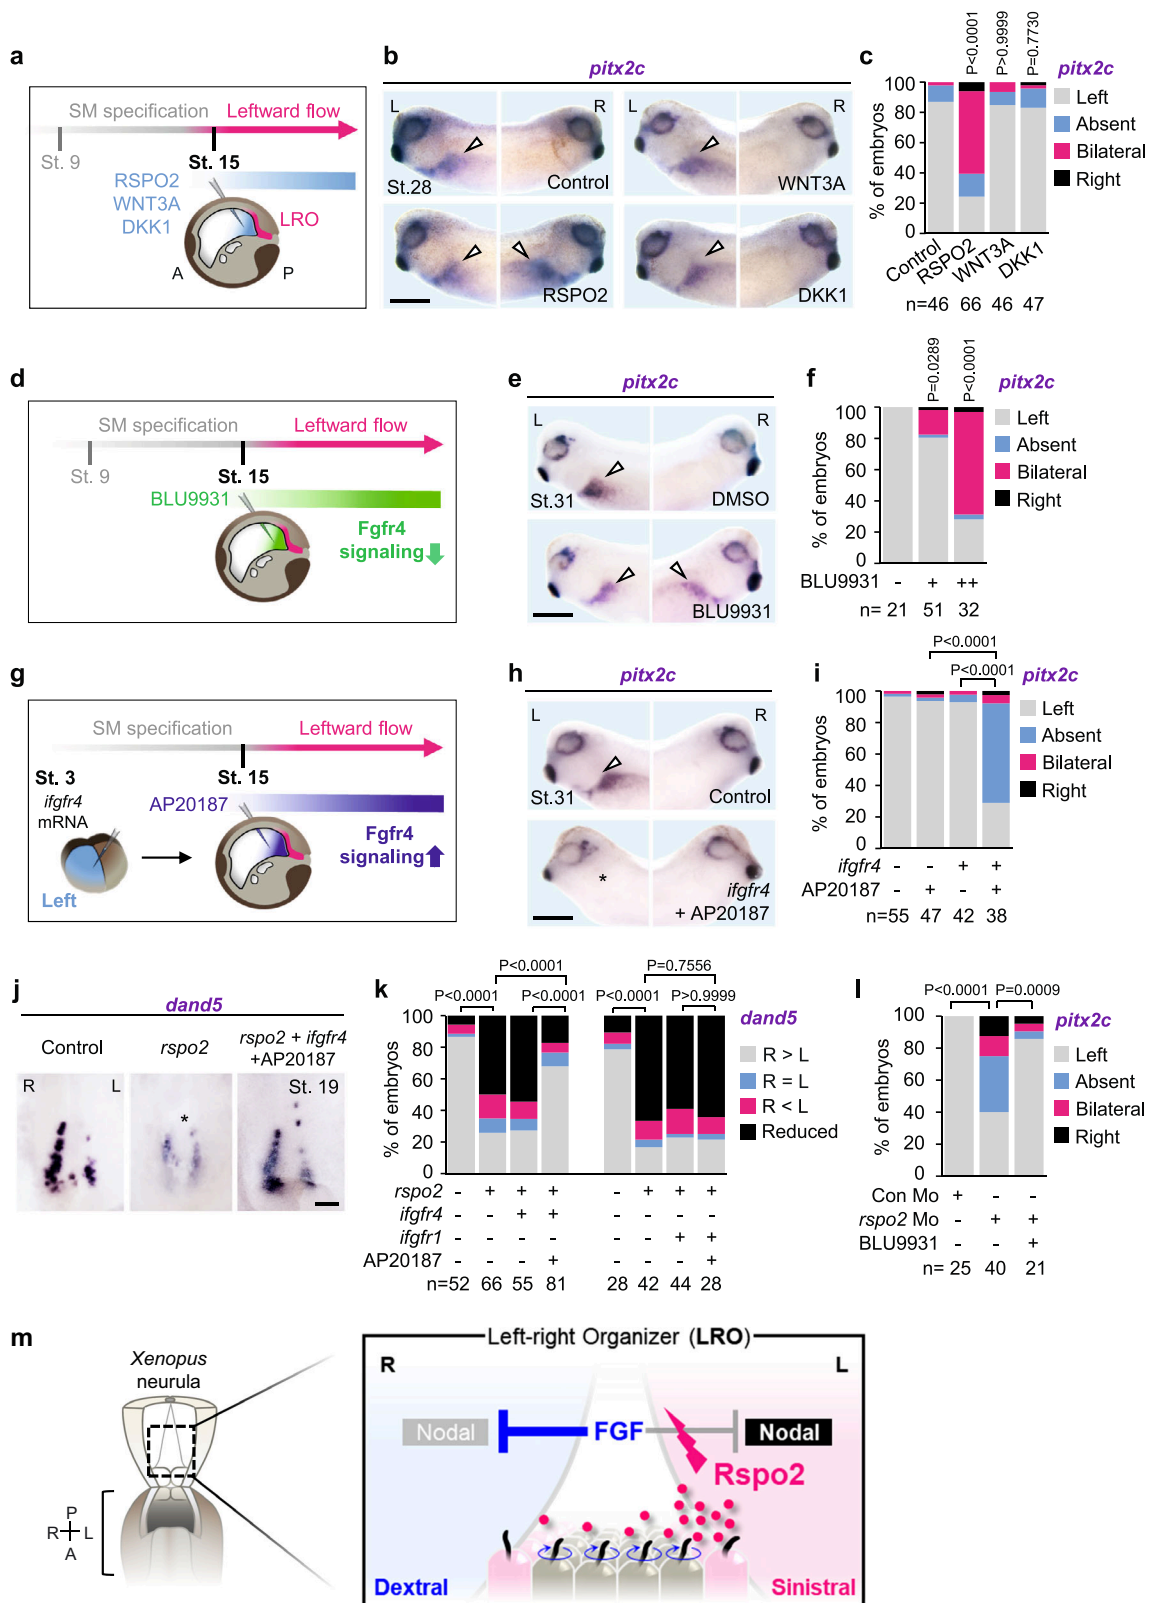 a
SM specification
Leftward flow
St. 9
St. 15
RSPO2
WNT3A
DKK1
LRO
A
P
b
pitx2c
L
R
St.28
Control
WNT3A
RSPO2
DKK1
c
P<0.0001
P>0.9999
P=0.7730
pitx2c
% of embryos
100
80
60
40
20
0
Left
Absent
Bilateral
Right
Control
RSPO2
WNT3A
DKK1
n=46 66 46 47
d
SM specification
Leftward flow
St. 9
St. 15
BLU9931
Fgfr4
signaling
e
pitx2c
L
R
St.31
DMSO
BLU9931
f
P=0.0289
P<0.0001
pitx2c
% of embryos
100
80
60
40
20
0
Left
Absent
Bilateral
Right
BLU9931 - + ++
n= 21 51 32
g
SM specification
Leftward flow
St. 3
St. 15
ifgfr4
mRNA
AP20187
Left
Fgfr4
signaling
h
pitx2c
L
R
St.31
Control
*
ifgfr4
+ AP20187
i
P<0.0001
P<0.0001
pitx2c
% of embryos
100
80
60
40
20
0
Left
Absent
Bilateral
Right
ifgfr4 - - + +
AP20187 - + - +
n=55 47 42 38
j
dand5
Control
rspo2
rspo2 + ifgfr4
+AP20187
R
L
*
St. 19
k
P<0.0001
P=0.7556
P<0.0001
P<0.0001
P<0.0001
P>0.9999
dand5
% of embryos
100
80
60
40
20
0
R > L
R = L
R < L
Reduced
rspo2 - + + + - + + +
ifgfr4 - - + + - - - -
ifgfr1 - - - - - - + +
AP20187 - - - + - - - +
n=52 66 55 81 28 42 44 28
l
P<0.0001
P=0.0009
pitx2c
% of embryos
100
80
60
40
20
0
Left
Absent
Bilateral
Right
Con Mo + - -
rspo2 Mo - + +
BLU9931 - - +
n= 25 40 21
m
Xenopus
neurula
P
R L
A
Left-right Organizer (LRO)
R
L
Nodal
FGF
Nodal
Rspo2
Dextral
Sinistral